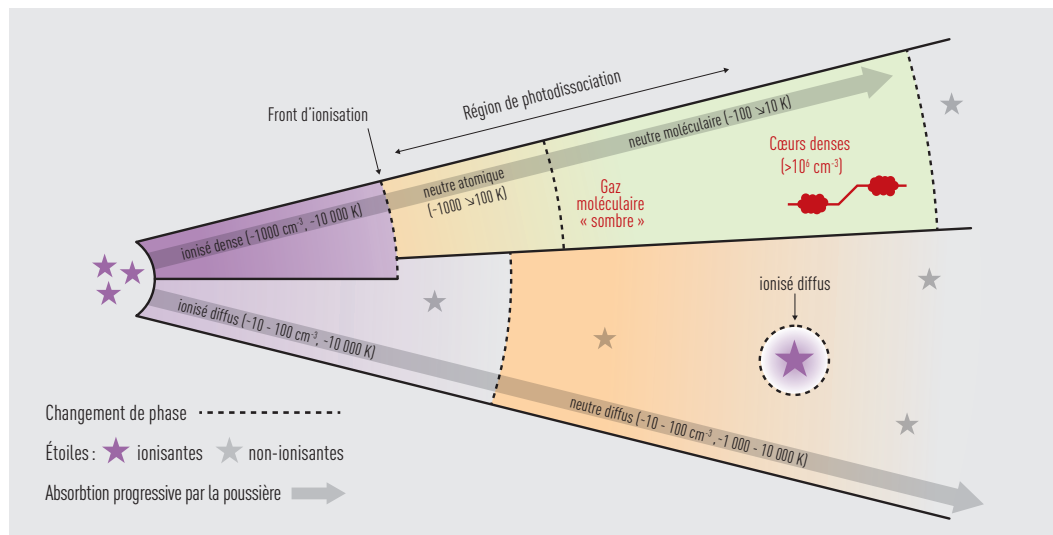 Région de photodissociation
Front d'ionisation
neutre moléculaire (~100 ↘10 K)
neutre atomique
(~1000 ↘100 K)
Cœurs denses
(>10⁶ cm⁻³)
Gaz
moléculaire
« sombre »
ionisé dense (~1000 cm⁻³, ~10 000 K)
ionisé diffus (~10 - 100 cm⁻³, ~10 000 K)
ionisé diffus
neutre diffus (~10 - 100 cm⁻³, ~1 000 - 10 000 K)
Changement de phase
Étoiles : ionisantes non-ionisantes
Absorbtion progressive par la poussière